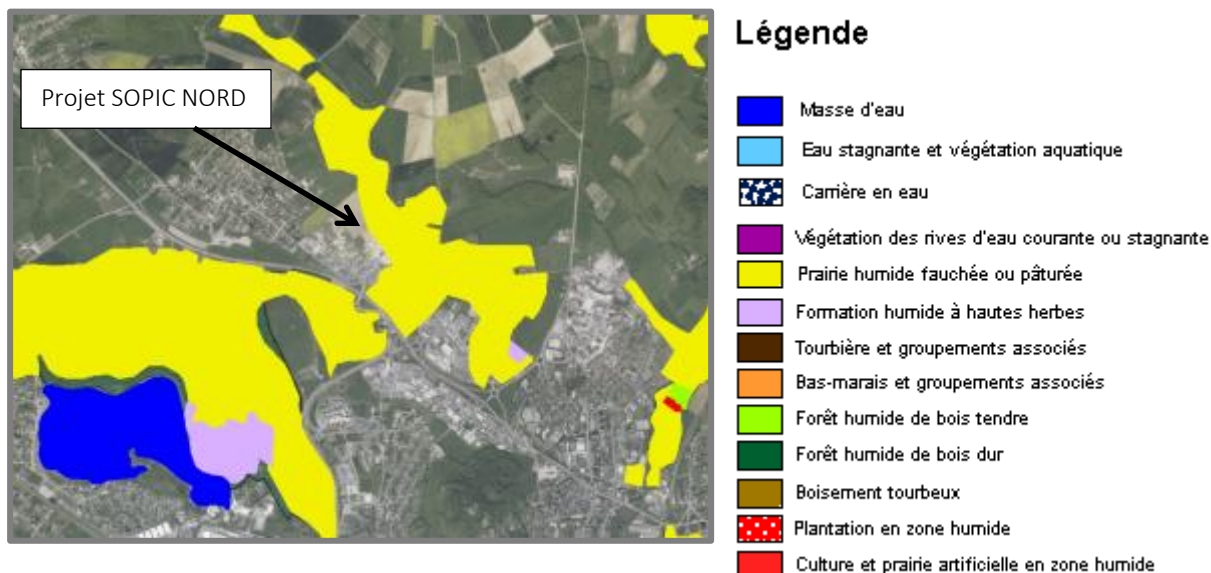 Projet SOPIC NORD
Légende
Masse d'eau
Eau stagnante et végétation aquatique
Carrière en eau
Végétation des rives d'eau courante ou stagnante
Prairie humide fauchée ou pâturée
Formation humide à hautes herbes
Tourbière et groupements associés
Bas-marais et groupements associés
Forêt humide de bois tendre
Forêt humide de bois dur
Boisement tourbeux
Plantation en zone humide
Culture et prairie artificielle en zone humide